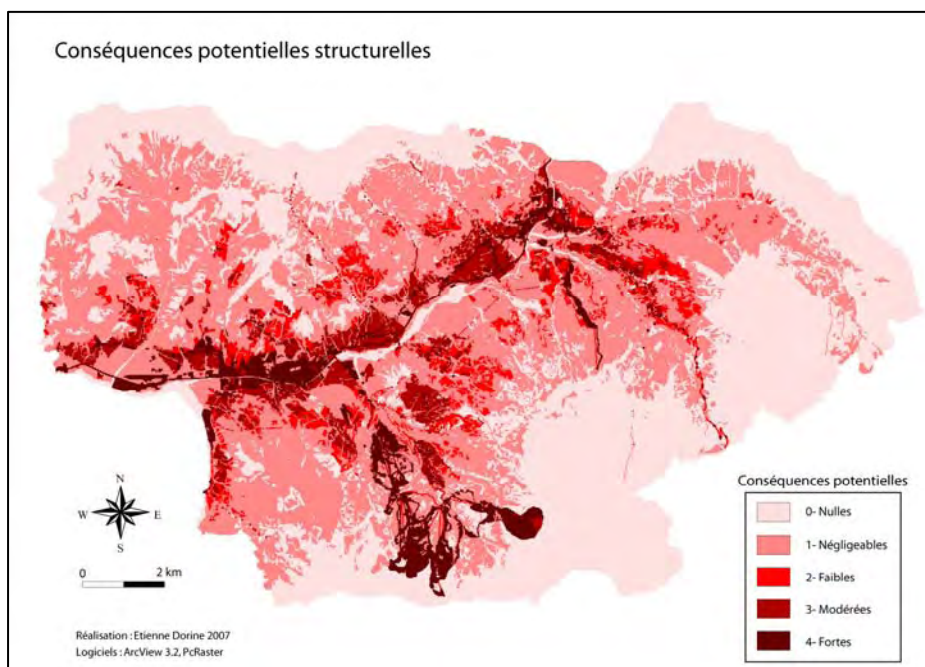 Conséquences potentielles structurelles
N
W E
S
0 2 km
Réalisation : Etienne Dorine 2007
Logiciels : ArcView 3.2, PcRaster
Conséquences potentielles
0- Nulles
1- Négligeables
2- Faibles
3- Modérées
4- Fortes